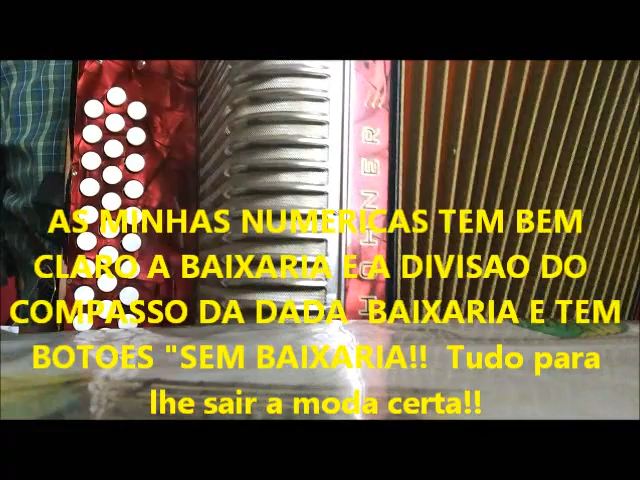 HOHNER
AS MINHAS NUMERICAS TEM BEM
CLARO A BAIXARIA E A DIVISAO DO
COMPASSO DA DADA BAIXARIA E TEM
BOTOES "SEM BAIXARIA!! Tudo para
lhe sair a moda certa!!